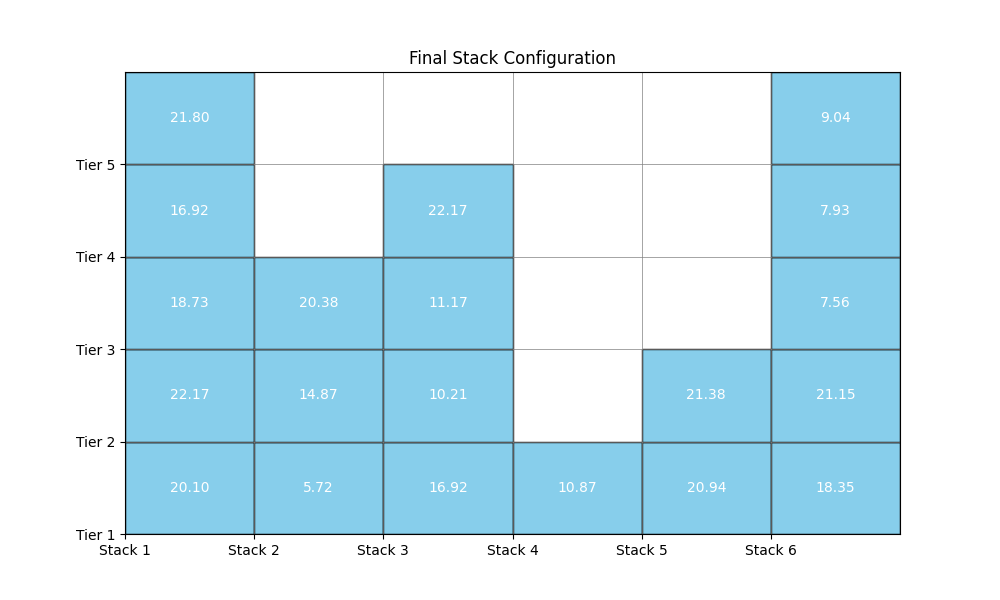 Final Stack Configuration
21.80 9.04
Tier 5
16.92 22.17 7.93
Tier 4
18.73 20.38 11.17 7.56
Tier 3
22.17 14.87 10.21 21.38 21.15
Tier 2
20.10 5.72 16.92 10.87 20.94 18.35
Tier 1
Stack 1 Stack 2 Stack 3 Stack 4 Stack 5 Stack 6